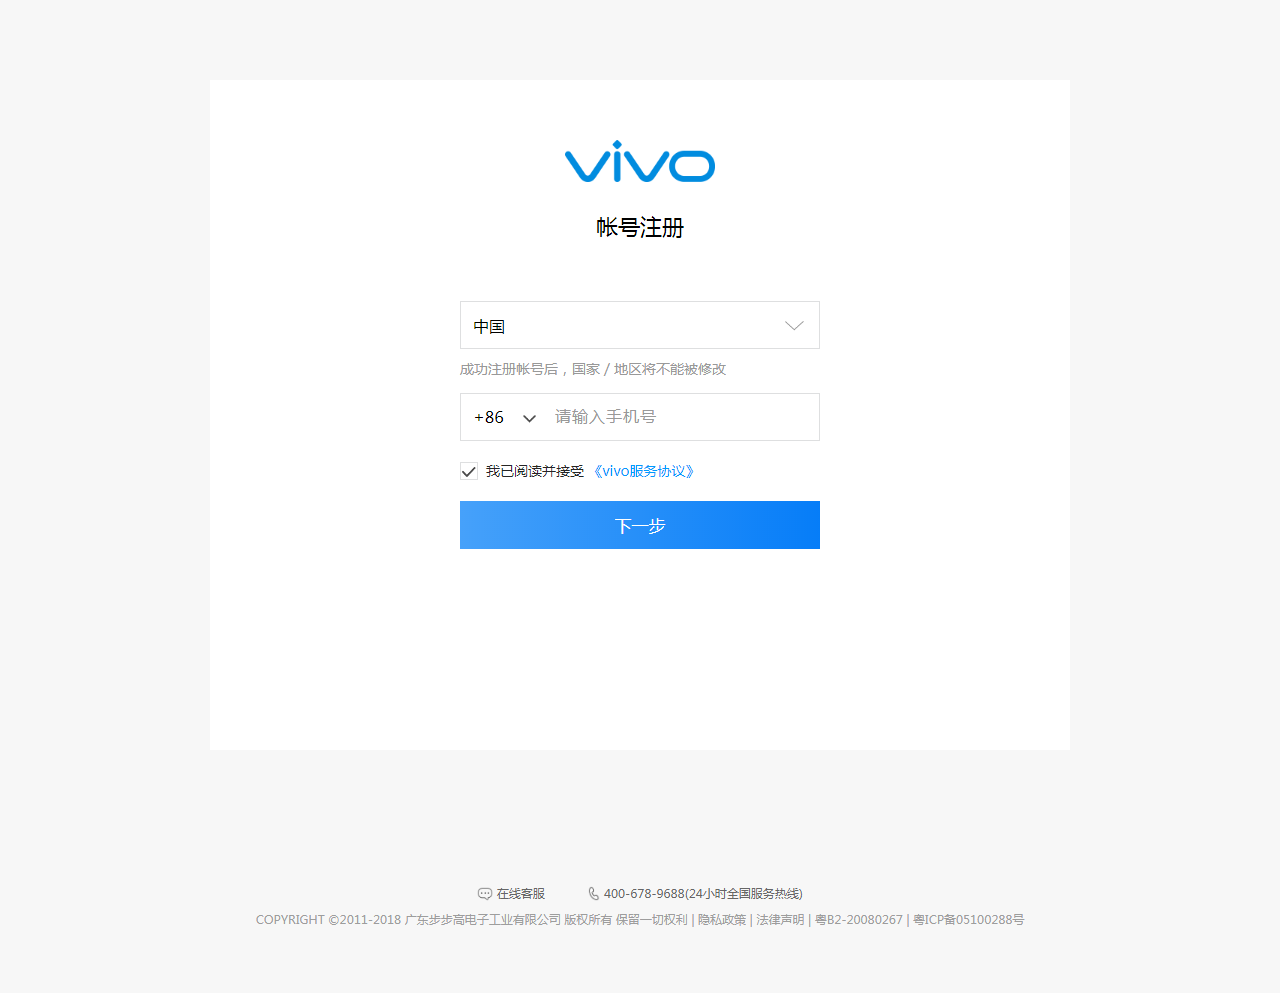 vivo
帐号注册
中国
成功注册帐号后，国家 / 地区将不能被修改
+86 请输入手机号
我已阅读并接受 《vivo服务协议》
下一步
在线客服 400-678-9688(24小时全国服务热线)
COPYRIGHT ©2011-2018 广东步步高电子工业有限公司 版权所有 保留一切权利 | 隐私政策 | 法律声明 | 粤B2-20080267 | 粤ICP备05100288号